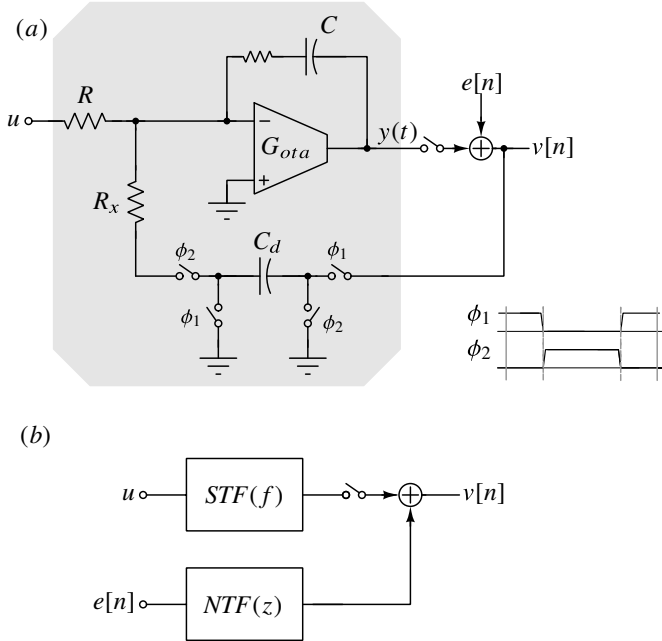 (a)
C
R
e[n]
u
−
y(t)
G_ota
v[n]
+
R_x
ϕ2
C_d
ϕ1
ϕ1
ϕ2
ϕ1
ϕ2
(b)
u
STF(f)
v[n]
e[n]
NTF(z)